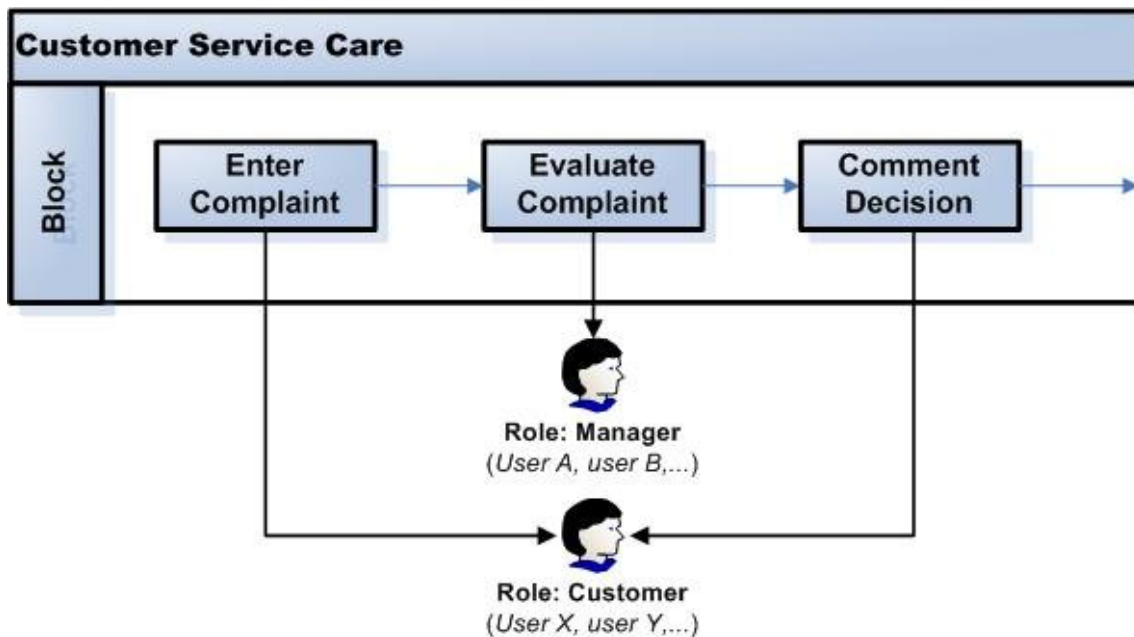 Customer Service Care
Block
Enter
Complaint
Evaluate
Complaint
Comment
Decision
Role: Manager
(User A, user B,...)
Role: Customer
(User X, user Y,...)